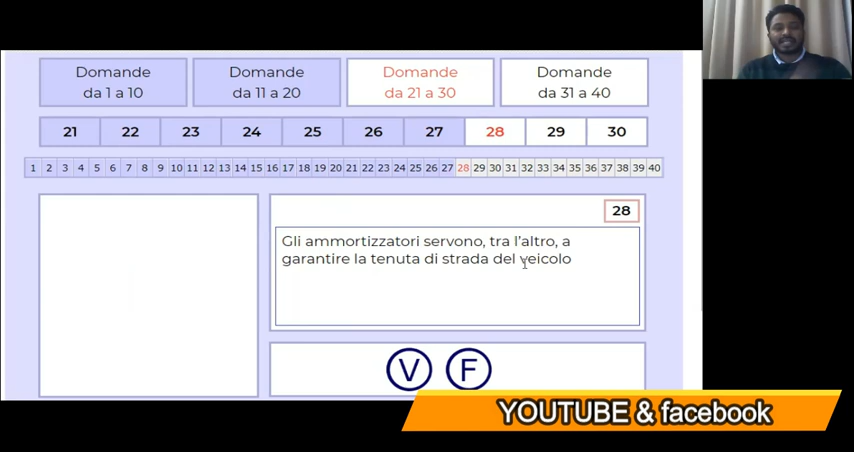 Domande
da 1 a 10
Domande
da 11 a 20
Domande
da 21 a 30
Domande
da 31 a 40
21 22 23 24 25 26 27 28 29 30
1 2 3 4 5 6 7 8 9 10 11 12 13 14 15 16 17 18 19 20 21 22 23 24 25 26 27 28 29 30 31 32 33 34 35 36 37 38 39 40
28
Gli ammortizzatori servono, tra l'altro, a
garantire la tenuta di strada del veicolo
V F
YOUTUBE & facebook